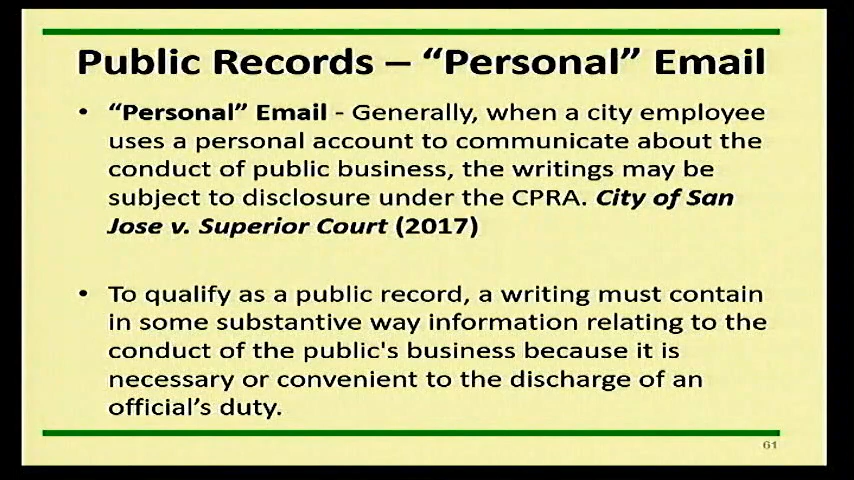 Public Records – “Personal” Email
• “Personal” Email - Generally, when a city employee
uses a personal account to communicate about the
conduct of public business, the writings may be
subject to disclosure under the CPRA. City of San
Jose v. Superior Court (2017)
• To qualify as a public record, a writing must contain
in some substantive way information relating to the
conduct of the public's business because it is
necessary or convenient to the discharge of an
official’s duty.
61